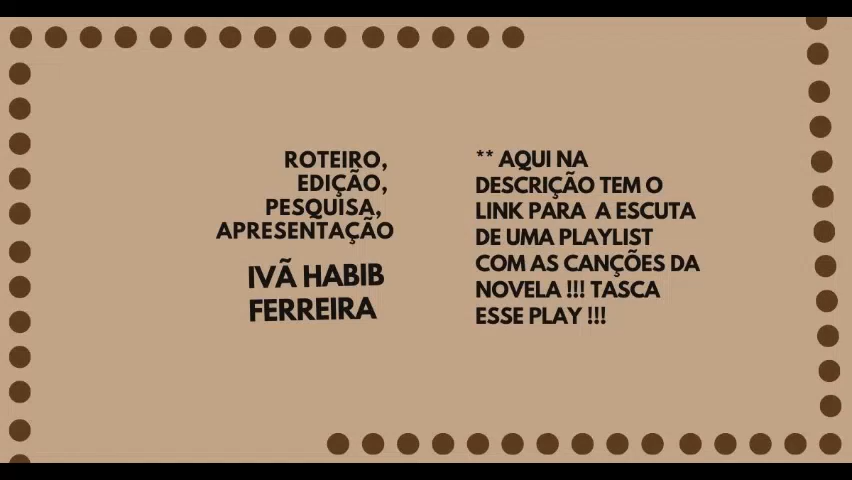 ROTEIRO,
EDIÇÃO,
PESQUISA,
APRESENTAÇÃO
IVÃ HABIB
FERREIRA
** AQUI NA
DESCRIÇÃO TEM O
LINK PARA A ESCUTA
DE UMA PLAYLIST
COM AS CANÇÕES DA
NOVELA !!! TASCA
ESSE PLAY !!!